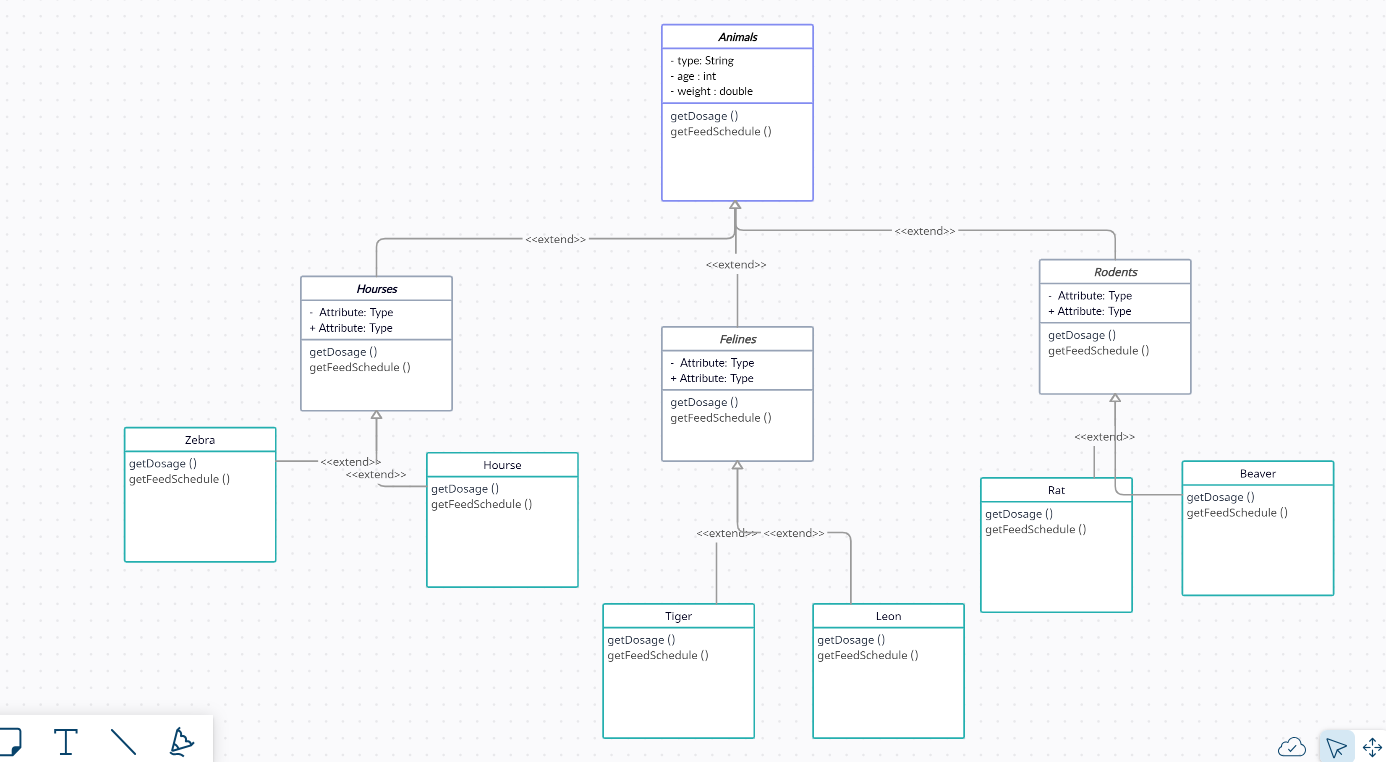 Animals
- type: String
- age : int
- weight : double
getDosage ()
getFeedSchedule ()
<<extend>>
<<extend>>
<<extend>>
Hourses
- Attribute: Type
+ Attribute: Type
getDosage ()
getFeedSchedule ()
Felines
- Attribute: Type
+ Attribute: Type
getDosage ()
getFeedSchedule ()
Rodents
- Attribute: Type
+ Attribute: Type
getDosage ()
getFeedSchedule ()
Zebra
getDosage ()
getFeedSchedule ()
<<extend>>
<<extend>>
Hourse
getDosage ()
getFeedSchedule ()
<<extend>>
<<extend>>
Tiger
getDosage ()
getFeedSchedule ()
Leon
getDosage ()
getFeedSchedule ()
<<extend>>
Rat
getDosage ()
getFeedSchedule ()
Beaver
getDosage ()
getFeedSchedule ()